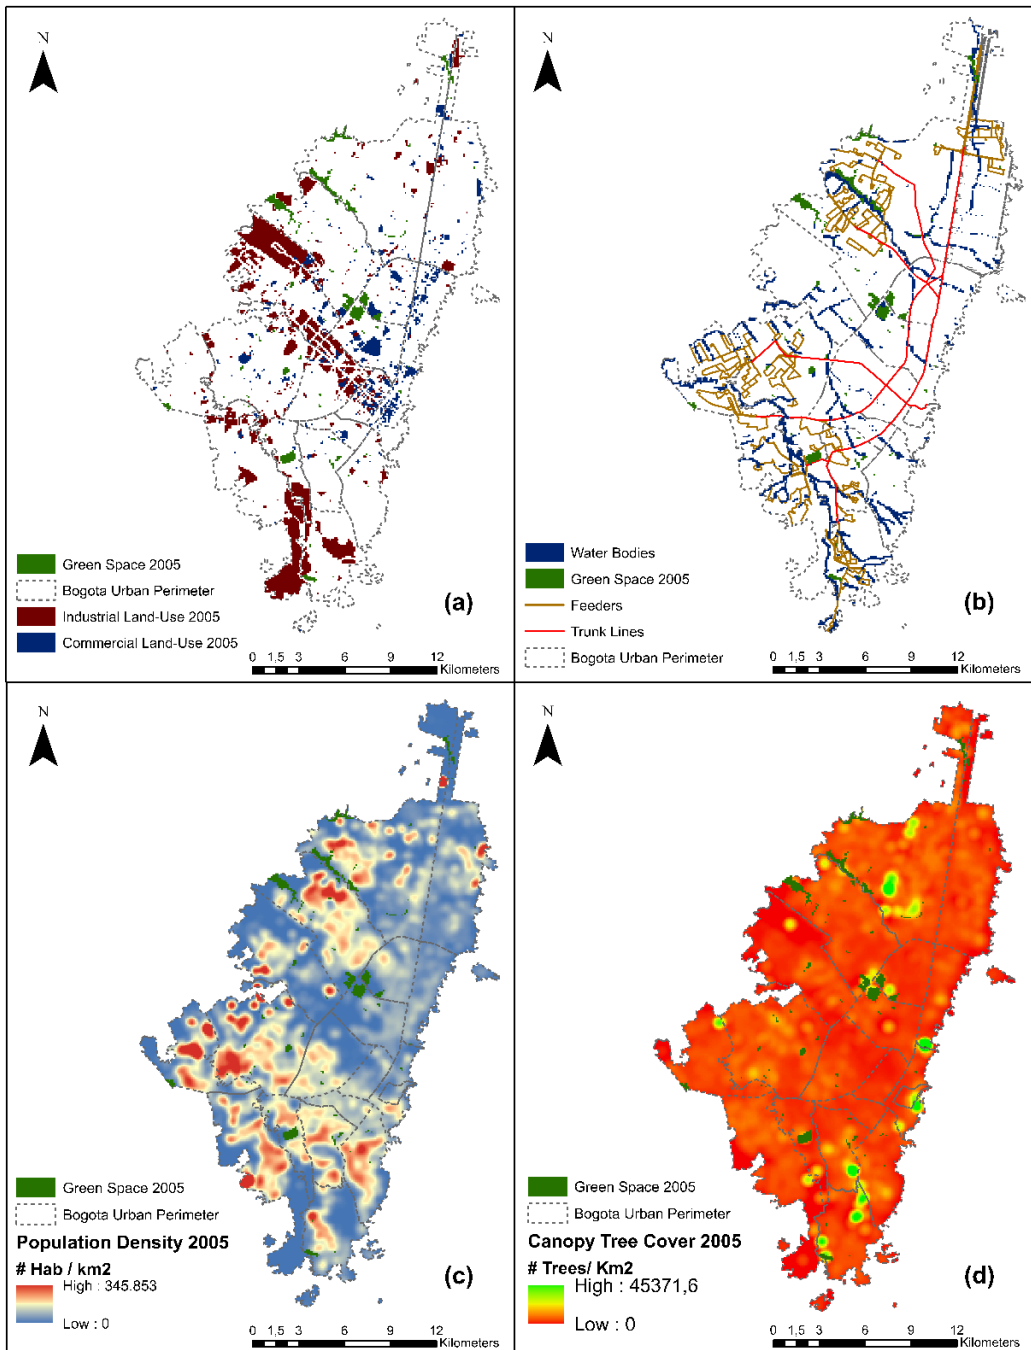 N
Green Space 2005
Bogota Urban Perimeter
Industrial Land-Use 2005
Commercial Land-Use 2005
(a)
0 1,5 3 6 9 12
Kilometers
N
Water Bodies
Green Space 2005
Feeders
Trunk Lines
Bogota Urban Perimeter
(b)
0 1,5 3 6 9 12
Kilometers
N
Green Space 2005
Bogota Urban Perimeter
Population Density 2005
# Hab / km2
High : 345.853
Low : 0
(c)
0 1,5 3 6 9 12
Kilometers
N
Green Space 2005
Bogota Urban Perimeter
Canopy Tree Cover 2005
# Trees/ Km2
High : 45371,6
Low : 0
(d)
0 1,5 3 6 9 12
Kilometers